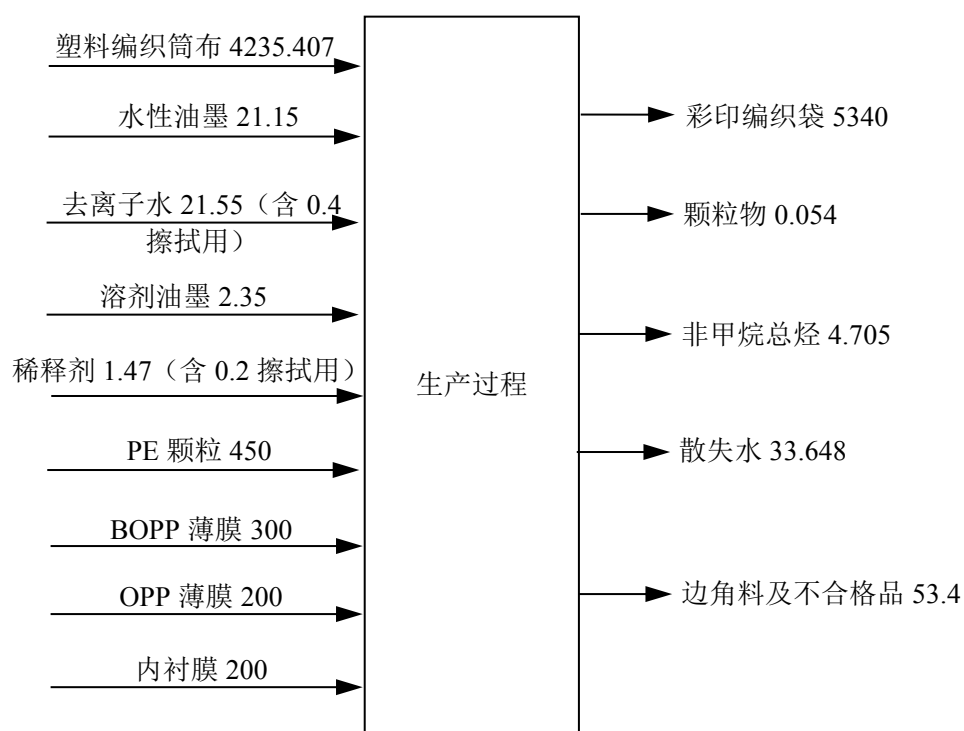 塑料编织筒布 4235.407
水性油墨 21.15
去离子水 21.55（含 0.4
擦拭用）
溶剂油墨 2.35
稀释剂 1.47（含 0.2 擦拭用）
PE 颗粒 450
BOPP 薄膜 300
OPP 薄膜 200
内衬膜 200
生产过程
彩印编织袋 5340
颗粒物 0.054
非甲烷总烃 4.705
散失水 33.648
边角料及不合格品 53.4